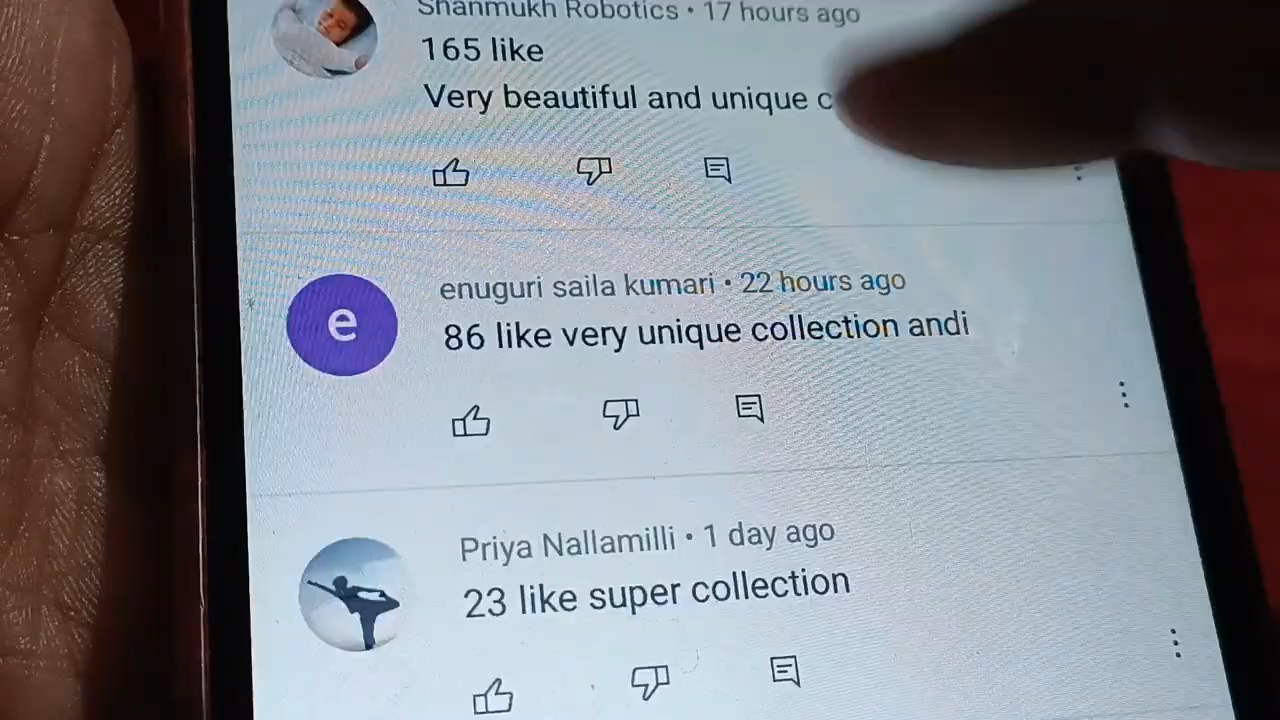 Shanmukh Robotics • 17 hours ago
165 like
Very beautiful and unique
e
enuguri saila kumari • 22 hours ago
86 like very unique collection andi
Priya Nallamilli • 1 day ago
23 like super collection